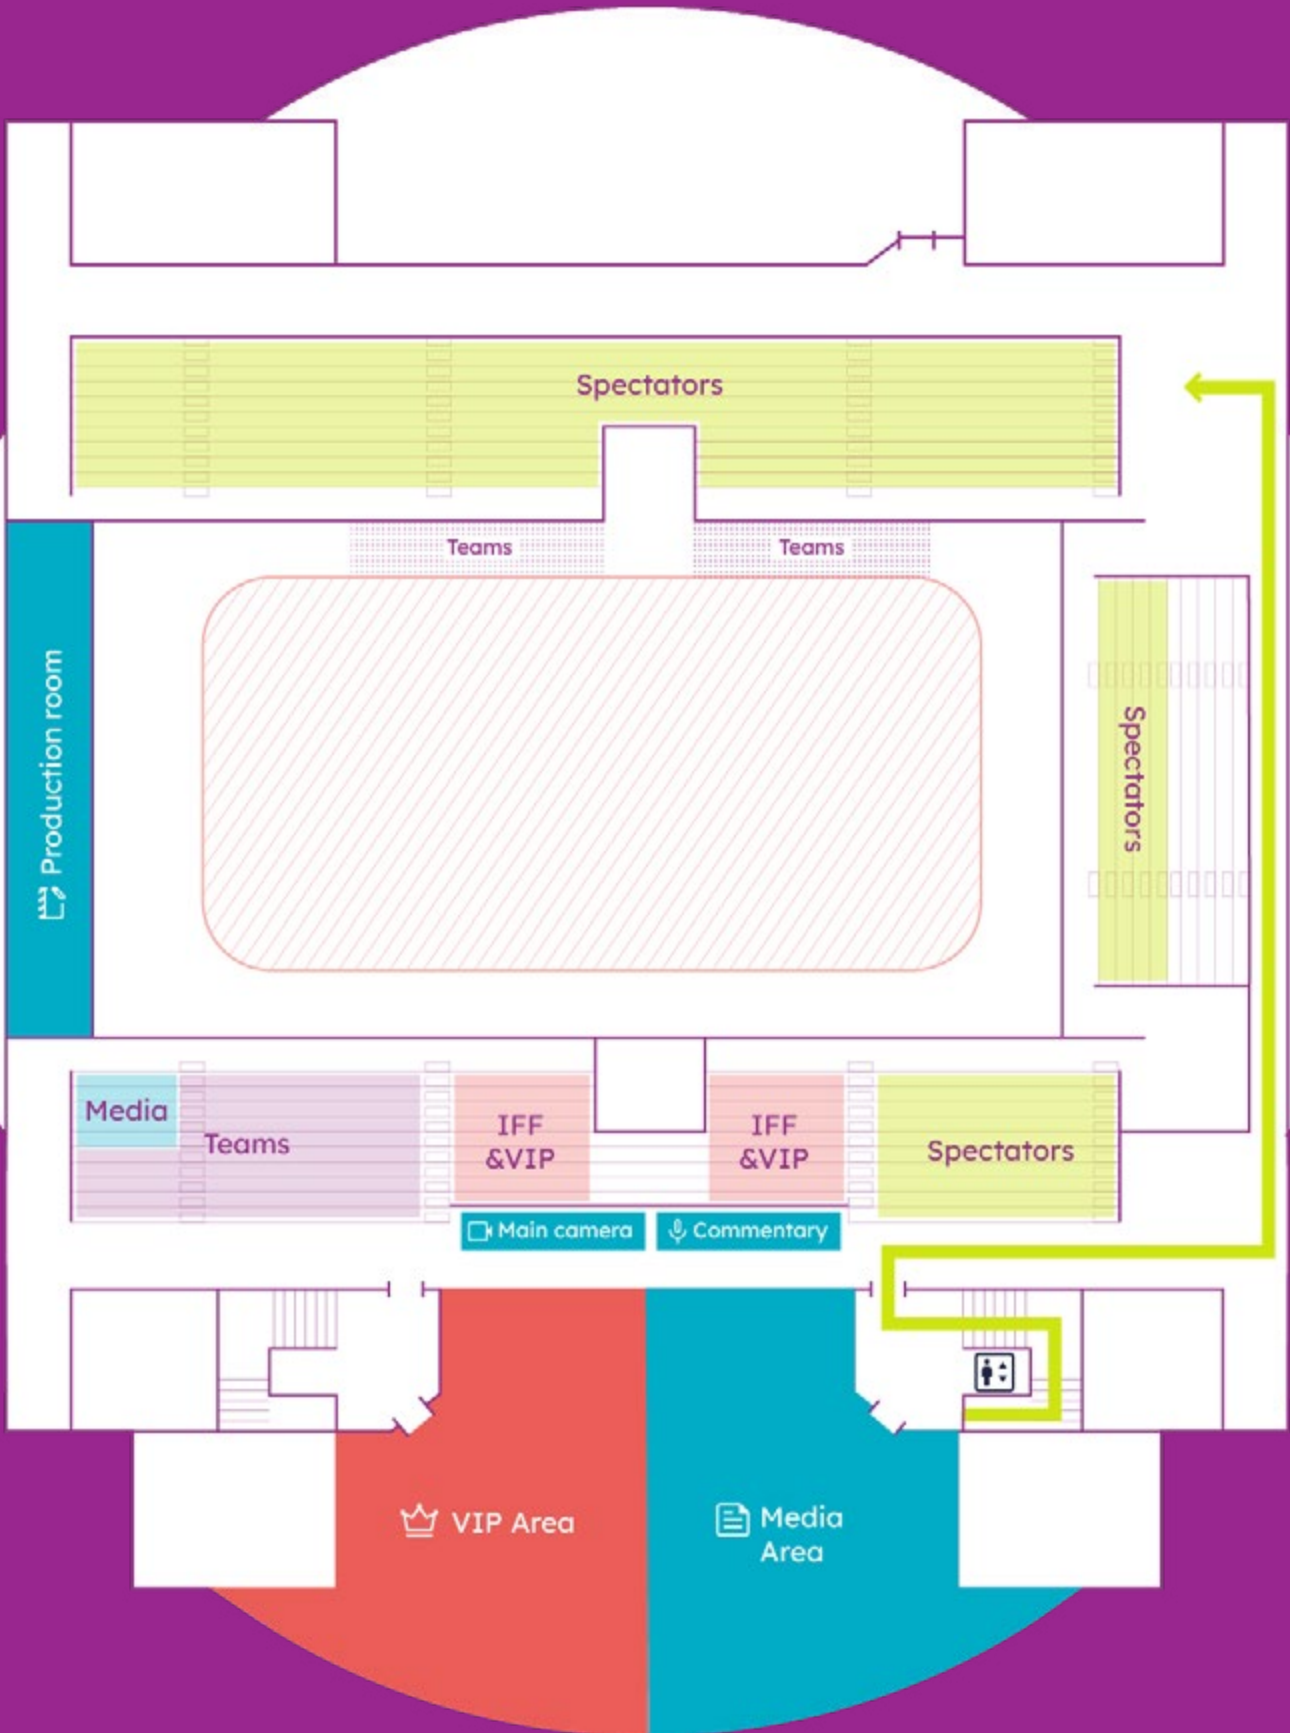 Spectators
Teams
Teams
Production room
Spectators
Media
Teams
IFF
&VIP
IFF
&VIP
Spectators
Main camera
Commentary
VIP Area
Media
Area